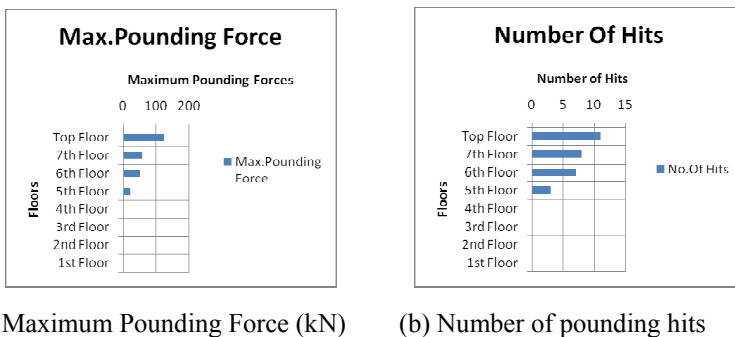 Max.Pounding Force
Maximum Pounding Forces
0 100 200
Top Floor
7th Floor
6th Floor
5th Floor
4th Floor
3rd Floor
2nd Floor
1st Floor
Floors
Max.Pounding
Force
Number Of Hits
Number of Hits
0 5 10 15
Top Floor
7th Floor
6th Floor
5th Floor
4th Floor
3rd Floor
2nd Floor
1st Floor
Floors
No.Of Hits
Maximum Pounding Force (kN)
(b) Number of pounding hits